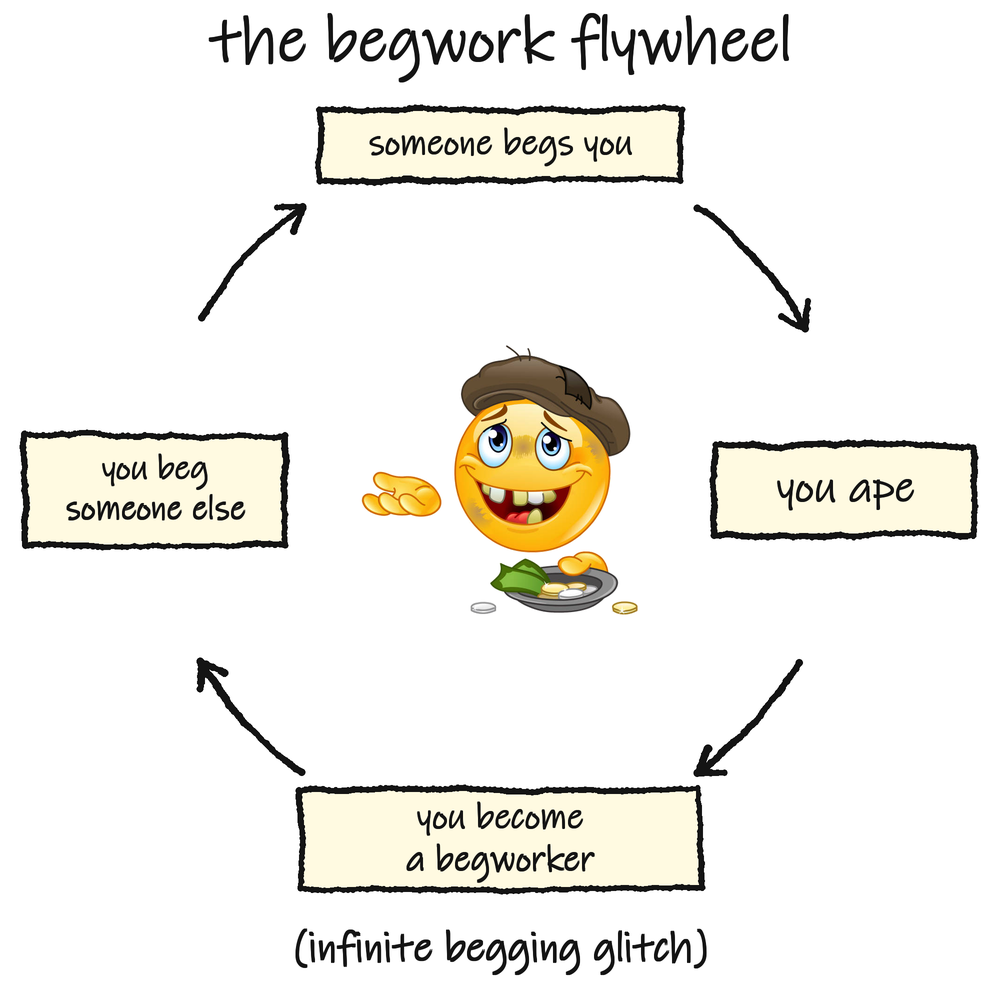 the begwork flywheel
someone begs you
you ape
you become
a begworker
you beg
someone else
(infinite begging glitch)